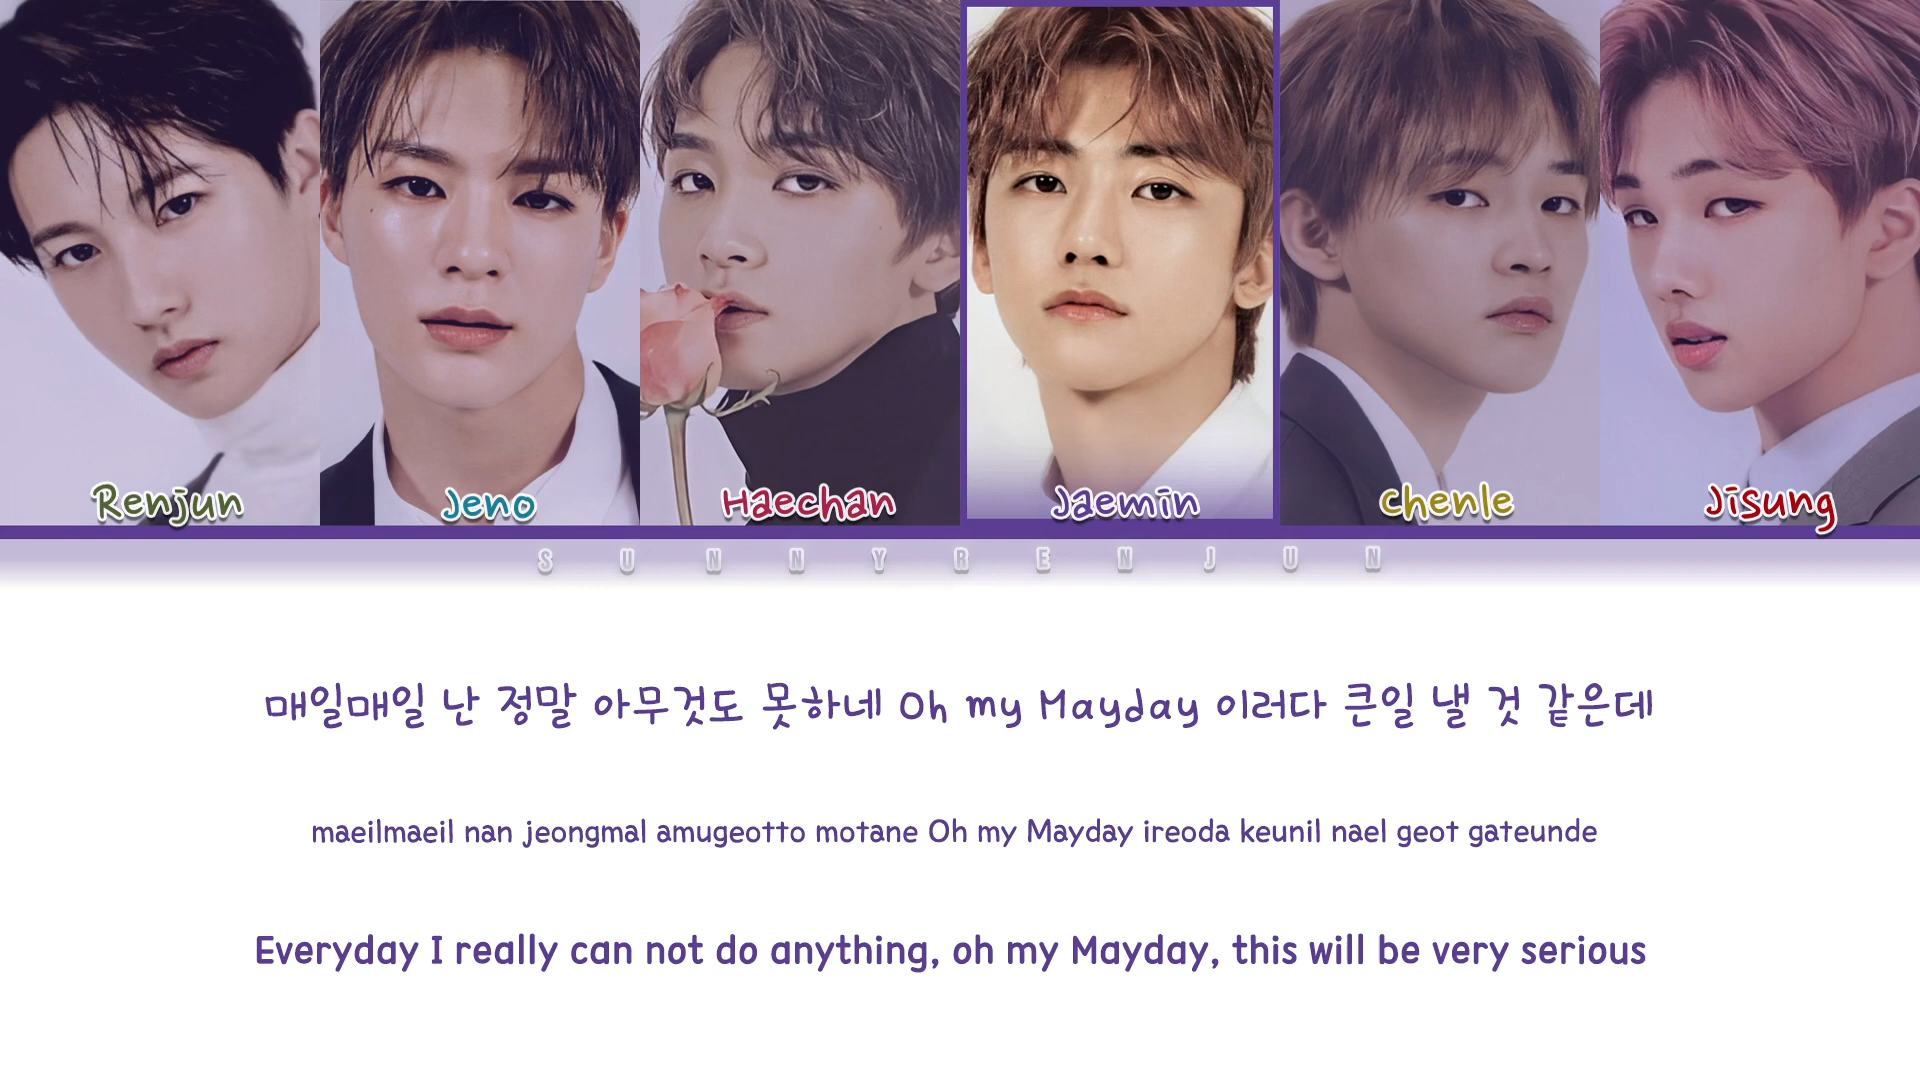 Renjun Jeno Haechan Jaemin Chenle Jisung
SUNNYRENJUN
매일매일 난 정말 아무것도 못하네 Oh my Mayday 이러다 큰일 낼 것 같은데
maeilmaeil nan jeongmal amugeotto motane Oh my Mayday ireoda keunil nael geot gateunde
Everyday I really can not do anything, oh my Mayday, this will be very serious